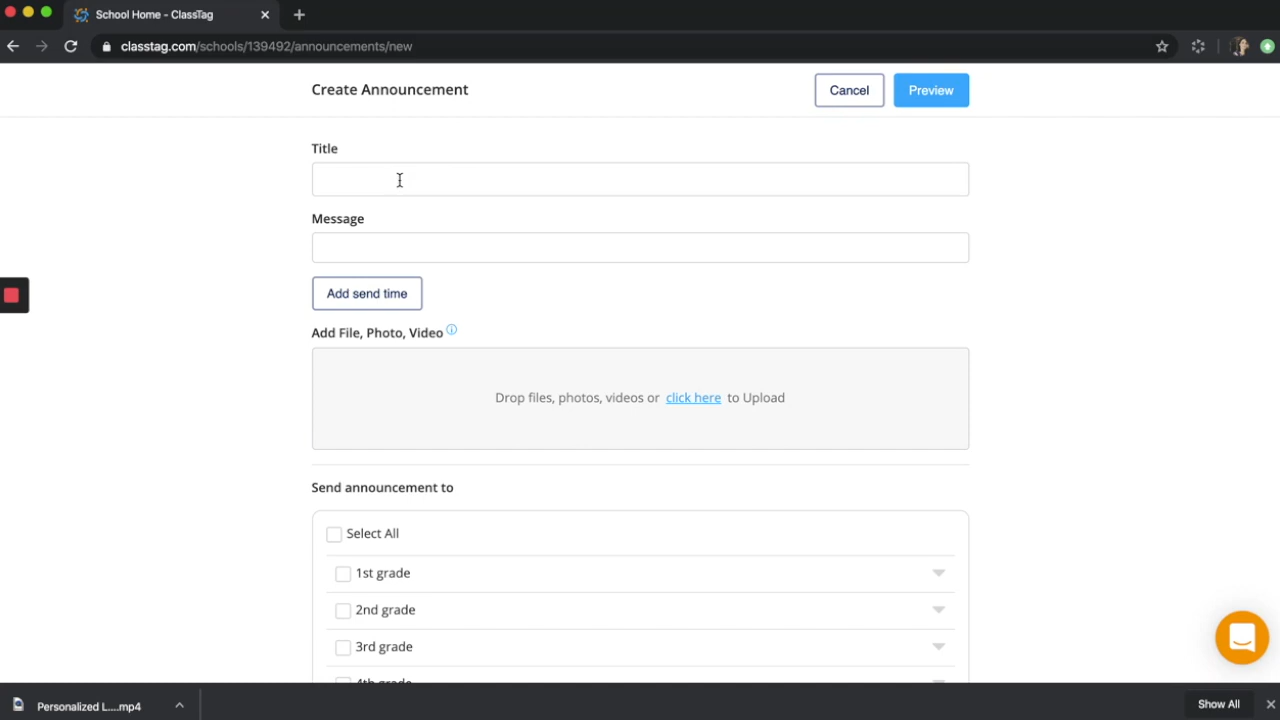 School Home - ClassTag
classtag.com/schools/139492/announcements/new
Create Announcement
Cancel
Preview
Title
Message
Add send time
Add File, Photo, Video
Drop files, photos, videos or click here to Upload
Send announcement to
Select All
1st grade
2nd grade
3rd grade
4th grade
Personalized L....mp4
Show All